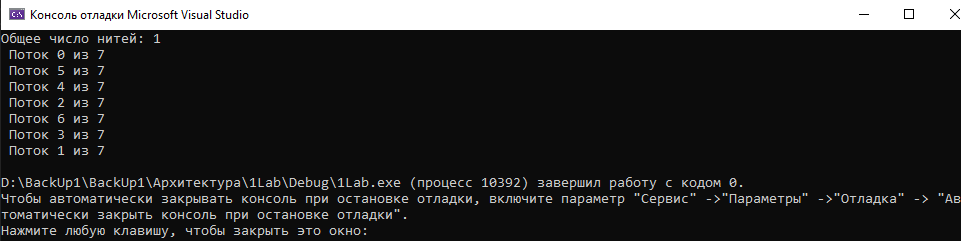 Консоль отладки Microsoft Visual Studio
Общее число нитей: 1
Поток 0 из 7
Поток 5 из 7
Поток 4 из 7
Поток 2 из 7
Поток 6 из 7
Поток 3 из 7
Поток 1 из 7
D:\BackUp1\BackUp1\Архитектура\1Lab\Debug\1Lab.exe (процесс 10392) завершил работу с кодом 0.
Чтобы автоматически закрывать консоль при остановке отладки, включите параметр "Сервис" ->"Параметры" ->"Отладка" -> "Ав
томатически закрыть консоль при остановке отладки".
Нажмите любую клавишу, чтобы закрыть это окно: